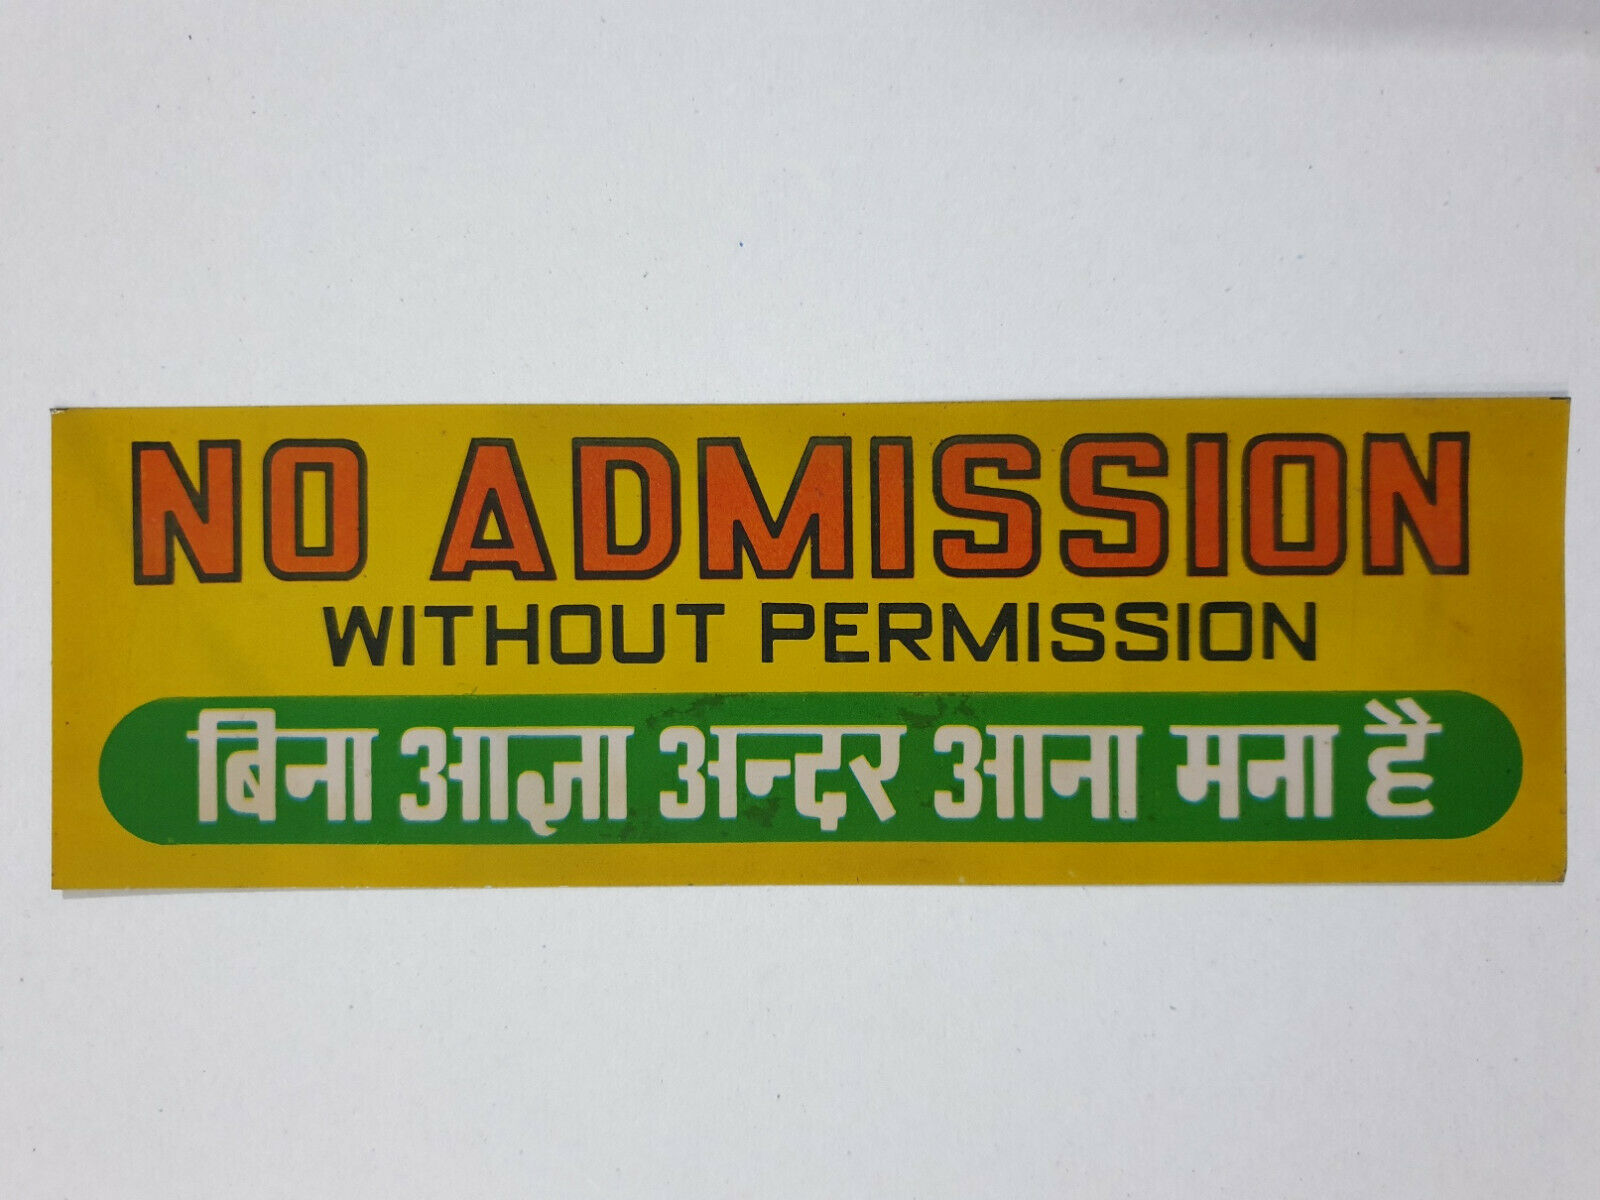 NO ADMISSION
WITHOUT PERMISSION
बिना आज्ञा अन्दर आना मना है